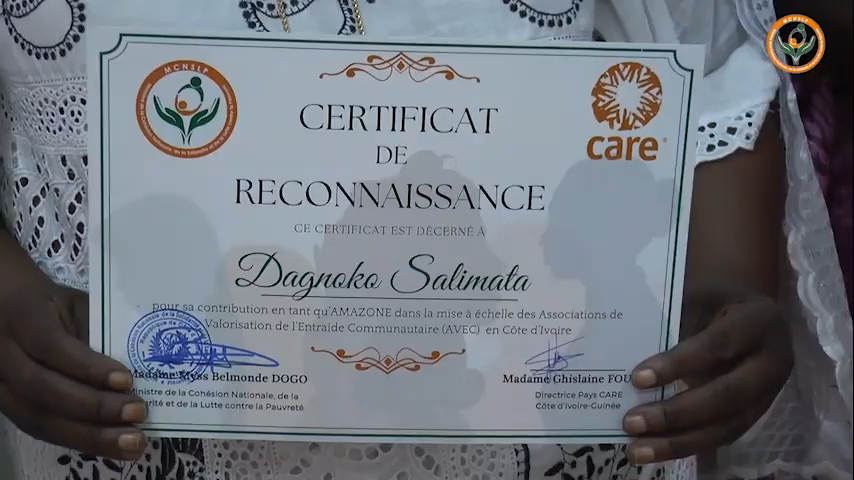 MCNSLP
CERTIFICAT
DE
RECONNAISSANCE
care
CE CERTIFICAT EST DÉCERNÉ À
Dagnoko Salimata
pour sa contribution en tant qu'AMAZONE dans la mise à échelle des Associations de
Valorisation de l'Entraide Communautaire (AVEC) en Côte d'Ivoire
Madame Myss Belmonde DOGO
Ministre de la Cohésion Nationale, de la
arité et de la Lutte contre la Pauvreté
Madame Ghislaine FOU
Directrice Pays CARE
Côte d'Ivoire-Guinée
MCNSLP